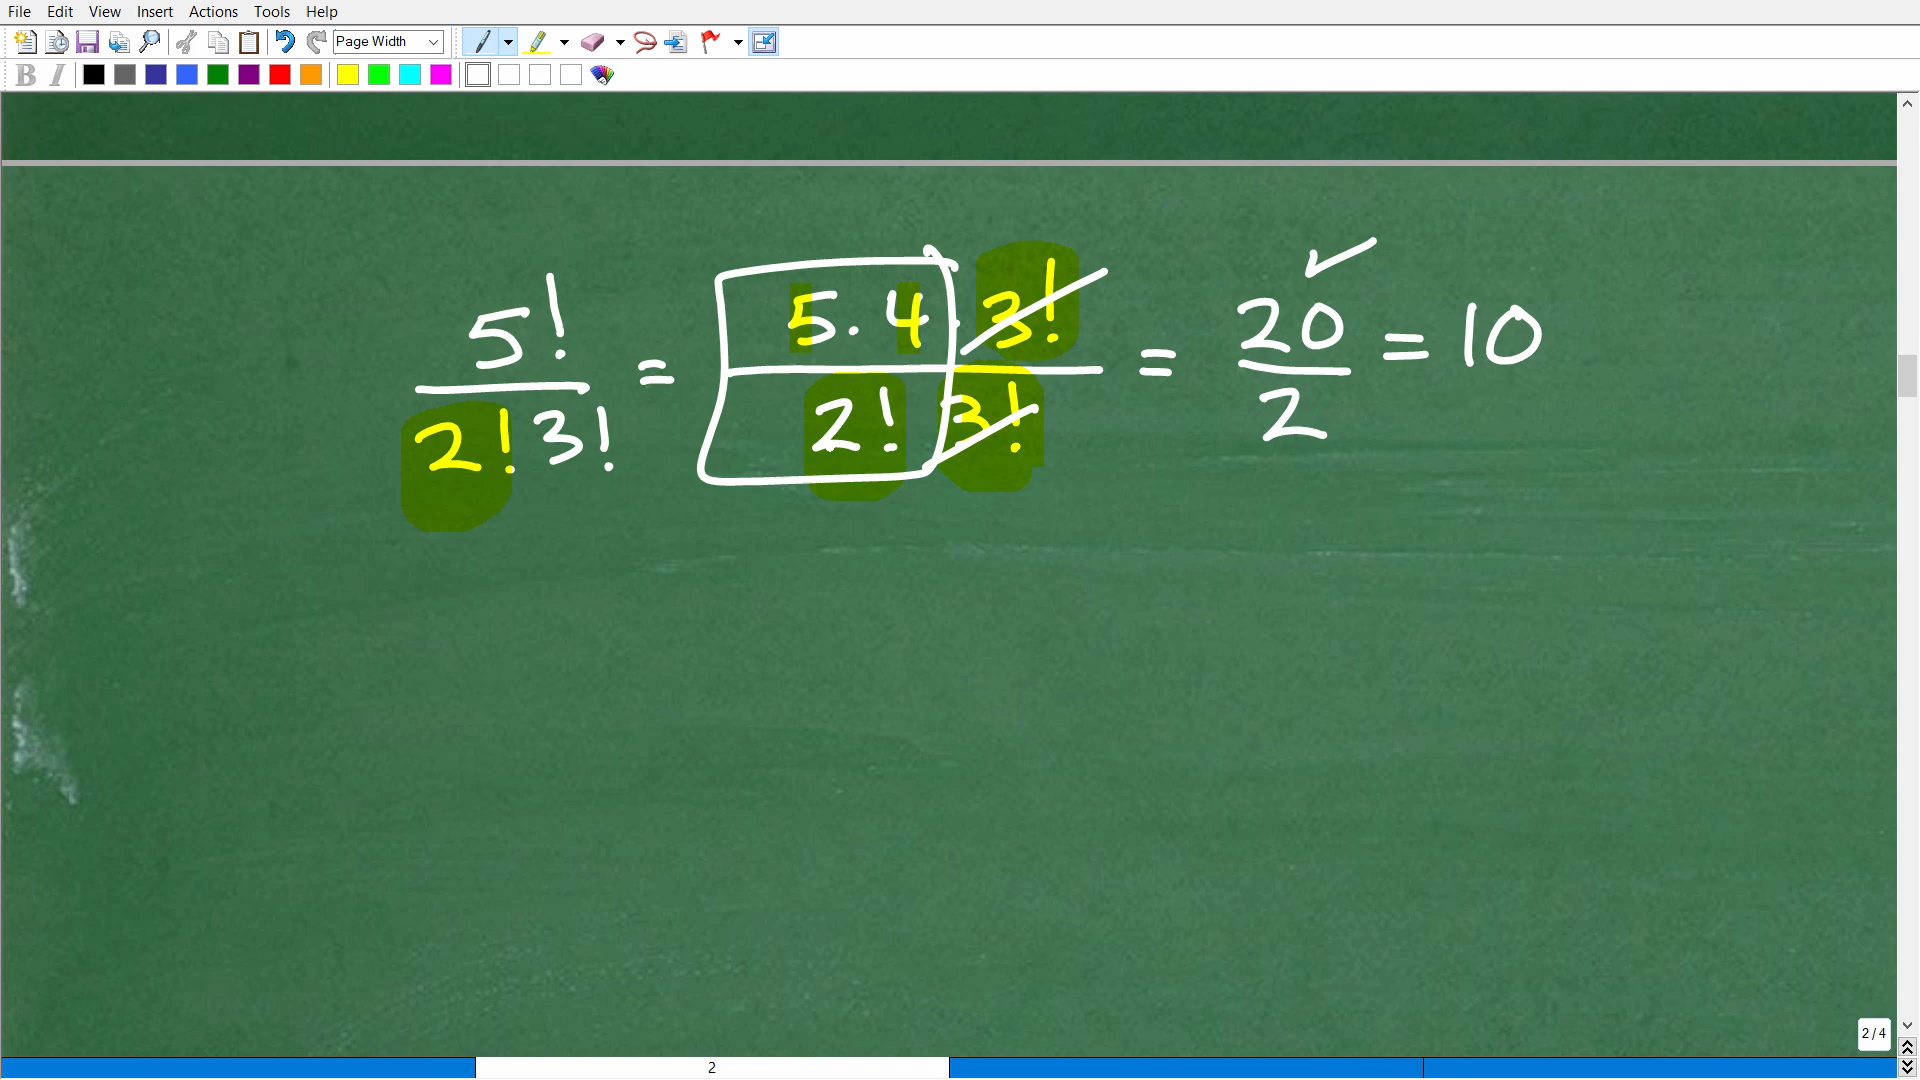 File Edit View Insert Actions Tools Help
Page Width
B I
5! / 2! 3! = 5 · 4 · 3! / 2! 3! = 20 / 2 = 10
2 / 4
2